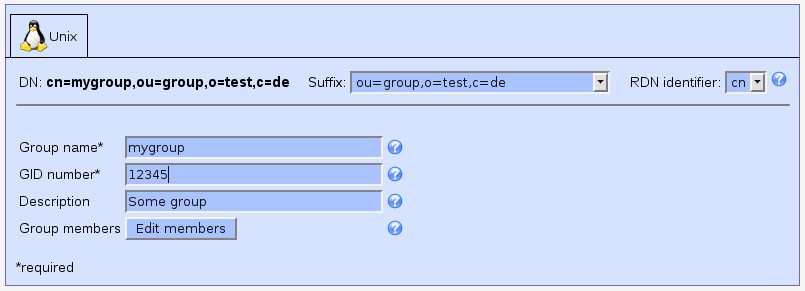 Unix
DN: cn=mygroup,ou=group,o=test,c=de Suffix: ou=group,o=test,c=de RDN identifier: cn
Group name* mygroup
GID number* 12345
Description Some group
Group members Edit members
*required